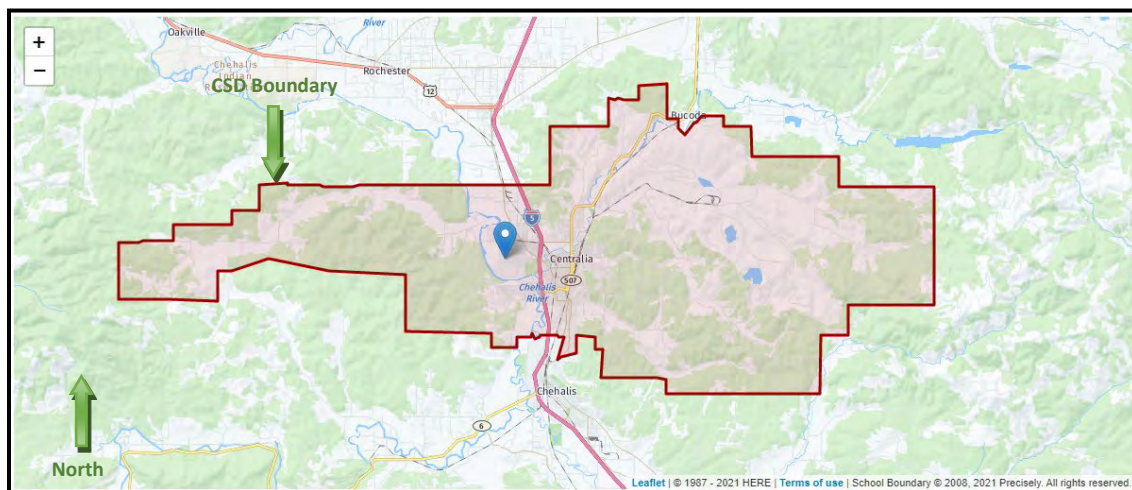 +
−
River
Oakville
Chehalis
Indian
CSD Boundary
Rochester
12
Bucoda
5
Centralia
507
Chehalis
River
Chehalis
6
North
Leaflet | © 1987 - 2021 HERE | Terms of use | School Boundary © 2008, 2021 Precisely. All rights reserved.